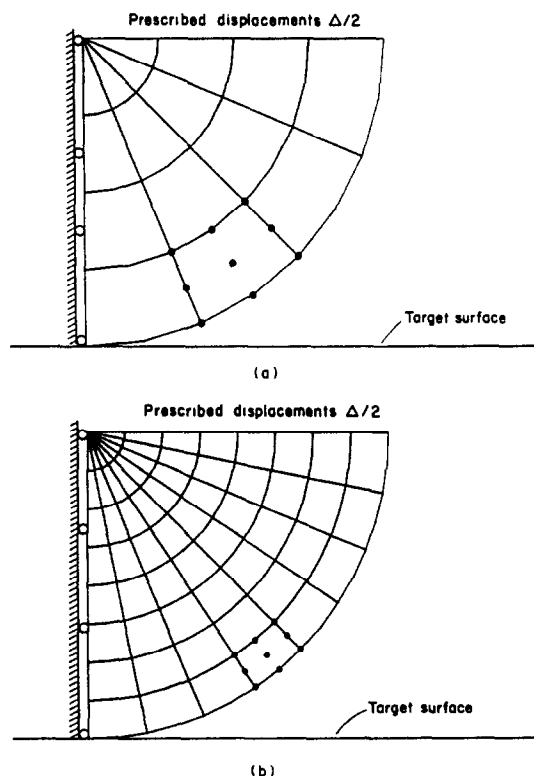 Prescribed displacements Δ/2
Target surface
(a)
Prescribed displacements Δ/2
Target surface
(b)